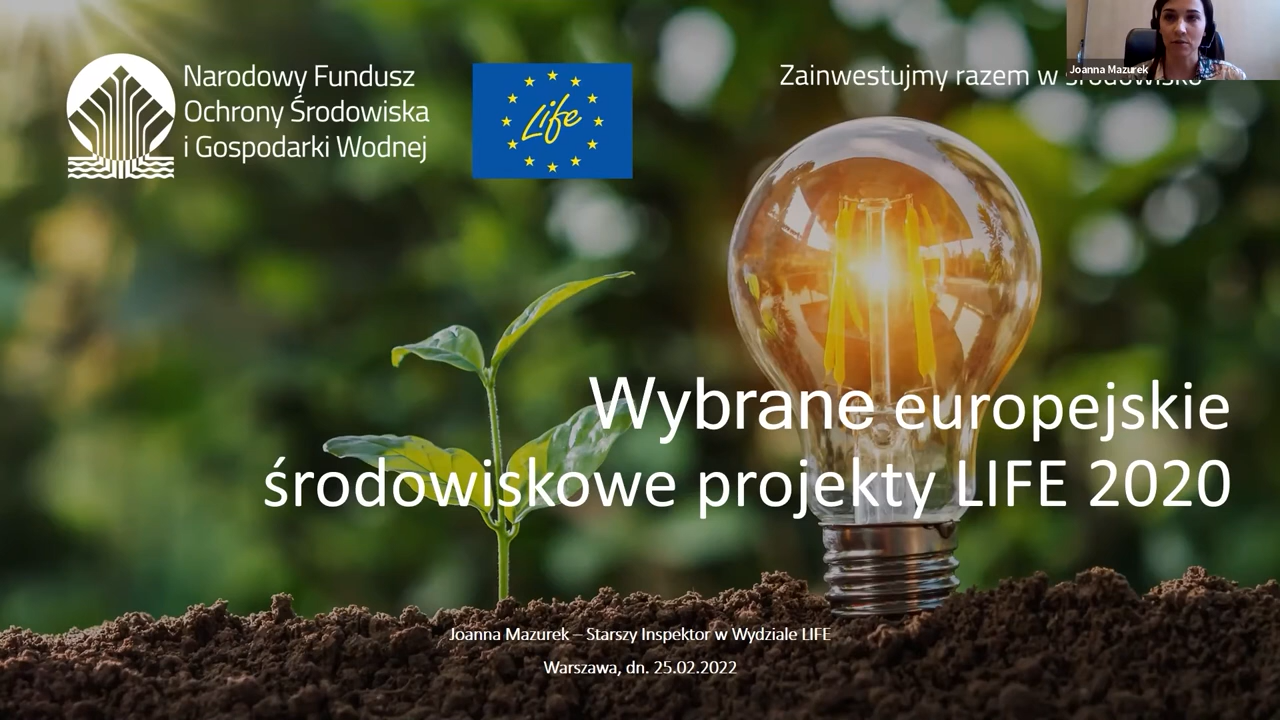 Narodowy Fundusz
Ochrony Środowiska
i Gospodarki Wodnej
Life
Zainwestujmy razem w środowisko
Joanna Mazurek
Wybrane europejskie
środowiskowe projekty LIFE 2020
Joanna Mazurek – Starszy Inspektor w Wydziale LIFE
Warszawa, dn. 25.02.2022